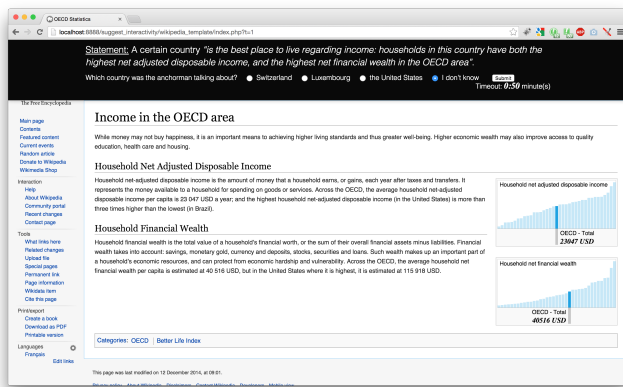 OECD Statistics
localhost:8888/suggest_interactivity/wikipedia_template/index.php?t=1
Statement: A certain country "is the best place to live regarding income: households in this country have both the
highest net adjusted disposable income, and the highest net financial wealth in the OECD area".
Which country was the anchorman talking about? Switzerland Luxembourg the United States I don't know Submit
Timeout: 0:50 minute(s)
The Free Encyclopedia
Main page
Contents
Featured content
Current events
Random article
Donate to Wikipedia
Wikimedia Shop
Interaction
Help
About Wikipedia
Community portal
Recent changes
Contact page
Tools
What links here
Related changes
Upload file
Special pages
Permanent link
Page information
Wikidata item
Cite this page
Print/export
Create a book
Download as PDF
Printable version
Languages
Français
Edit links
Income in the OECD area
While money may not buy happiness, it is an important means to achieving higher living standards and thus greater well-being. Higher economic wealth may also improve access to quality
education, health care and housing.
Household Net Adjusted Disposable Income
Household net-adjusted disposable income is the amount of money that a household earns, or gains, each year after taxes and transfers. It
represents the money available to a household for spending on goods or services. Across the OECD, the average household net-adjusted
disposable income per capita is 23 047 USD a year; and the highest household net-adjusted disposable income (in the United States) is more than
three times higher than the lowest (in Brazil).
Household net adjusted disposable income
OECD - Total
23047 USD
Household Financial Wealth
Household financial wealth is the total value of a household's financial worth, or the sum of their overall financial assets minus liabilities. Financial
wealth takes into account: savings, monetary gold, currency and deposits, stocks, securities and loans. Such wealth makes up an important part of
a household's economic resources, and can protect from economic hardship and vulnerability. Across the OECD, the average household net
financial wealth per capita is estimated at 40 516 USD, but in the United States where it is highest, it is estimated at 115 918 USD.
Household net financial wealth
OECD - Total
40516 USD
Categories: OECD | Better Life Index
This page was last modified on 12 December 2014, at 09:01.